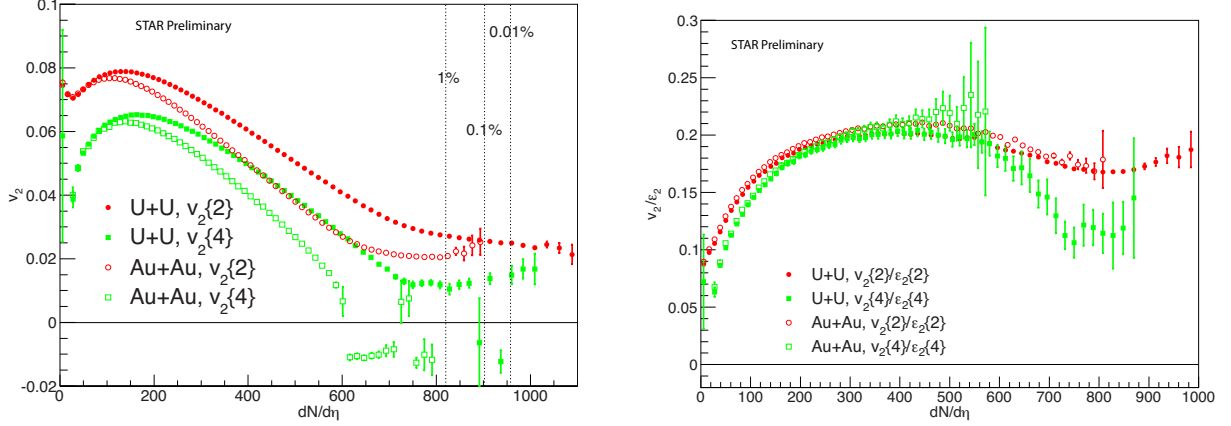 STAR Preliminary
0.01%
1%
0.1%
v2
0.1
0.08
0.06
0.04
0.02
0
-0.02
U+U, v2{2}
U+U, v2{4}
Au+Au, v2{2}
Au+Au, v2{4}
0 200 400 600 800 1000
dN/dη
STAR Preliminary
v2/ε2
0.3
0.25
0.2
0.15
0.1
0.05
0
U+U, v2{2}/ε2{2}
U+U, v2{4}/ε2{4}
Au+Au, v2{2}/ε2{2}
Au+Au, v2{4}/ε2{4}
0 100 200 300 400 500 600 700 800 900 1000
dN/dη